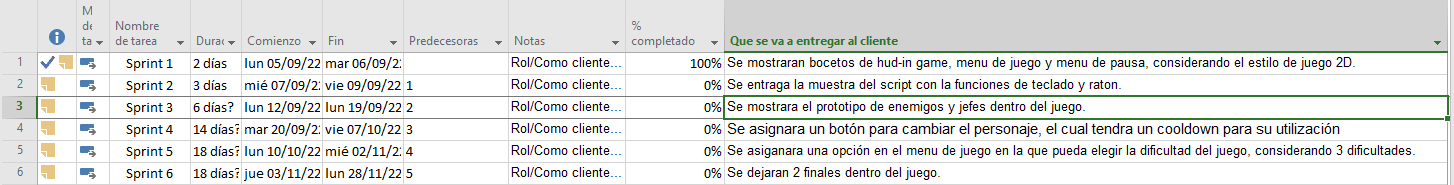 M
de
ta
Nombre
de tarea
Durac
Comienzo
Fin
Predecesoras
Notas
%
completado
Que se va a entregar al cliente
1 Sprint 1 2 días lun 05/09/22 mar 06/09/22 Rol/Como cliente... 100% Se mostraran bocetos de hud-in game, menu de juego y menu de pausa, considerando el estilo de juego 2D.
2 Sprint 2 3 días mié 07/09/22 vie 09/09/22 1 Rol/Como cliente... 0% Se entraga la muestra del script con la funciones de teclado y raton.
3 Sprint 3 6 días? lun 12/09/22 lun 19/09/22 2 Rol/Como cliente... 0% Se mostrara el prototipo de enemigos y jefes dentro del juego.
4 Sprint 4 14 días? mar 20/09/22 vie 07/10/22 3 Rol/Como cliente... 0% Se asignara un botón para cambiar el personaje, el cual tendra un cooldown para su utilización
5 Sprint 5 18 días? lun 10/10/22 mié 02/11/22 4 Rol/Como cliente... 0% Se asiganara una opción en el menu de juego en la que pueda elegir la dificultad del juego, considerando 3 dificultades.
6 Sprint 6 18 días? jue 03/11/22 lun 28/11/22 5 Rol/Como cliente... 0% Se dejaran 2 finales dentro del juego.